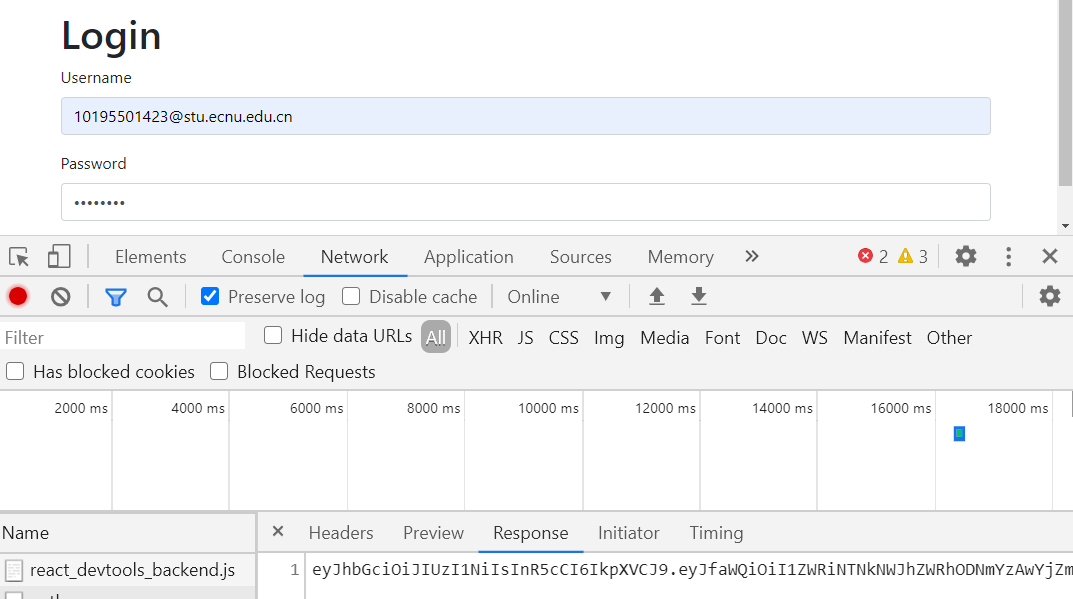 Login
Username
10195501423@stu.ecnu.edu.cn
Password
••••••••
Elements Console Network Application Sources Memory » 2 3
Preserve log Disable cache Online
Filter Hide data URLs All XHR JS CSS Img Media Font Doc WS Manifest Other
Has blocked cookies Blocked Requests
2000 ms 4000 ms 6000 ms 8000 ms 10000 ms 12000 ms 14000 ms 16000 ms 18000 ms
Name × Headers Preview Response Initiator Timing
react_devtools_backend.js 1 eyJhbGciOiJIUzI1NiIsInR5cCI6IkpXVCJ9.eyJfaWQiOiI1ZWRiNTNkNWJhZWRhODNmYzAwYjZm